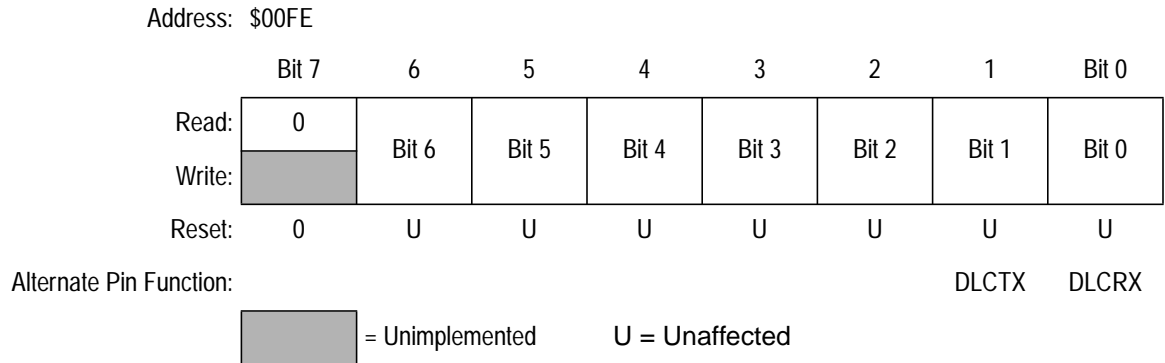 Address: $00FE
Bit 7 6 5 4 3 2 1 Bit 0
Read: 0 Bit 6 Bit 5 Bit 4 Bit 3 Bit 2 Bit 1 Bit 0
Write:
Reset: 0 U U U U U U U
Alternate Pin Function: DLCTX DLCRX
= Unimplemented U = Unaffected